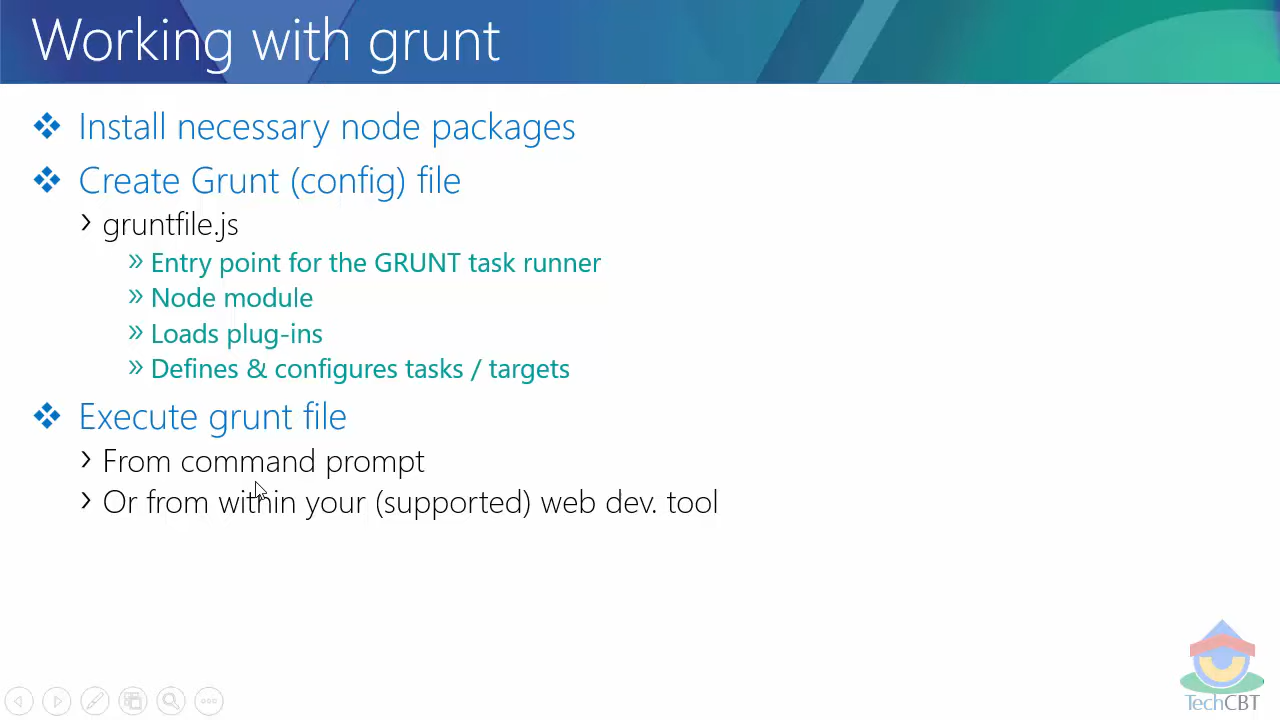 Working with grunt
❖ Install necessary node packages
❖ Create Grunt (config) file
› gruntfile.js
» Entry point for the GRUNT task runner
» Node module
» Loads plug-ins
» Defines & configures tasks / targets
❖ Execute grunt file
› From command prompt
› Or from within your (supported) web dev. tool
TechCBT